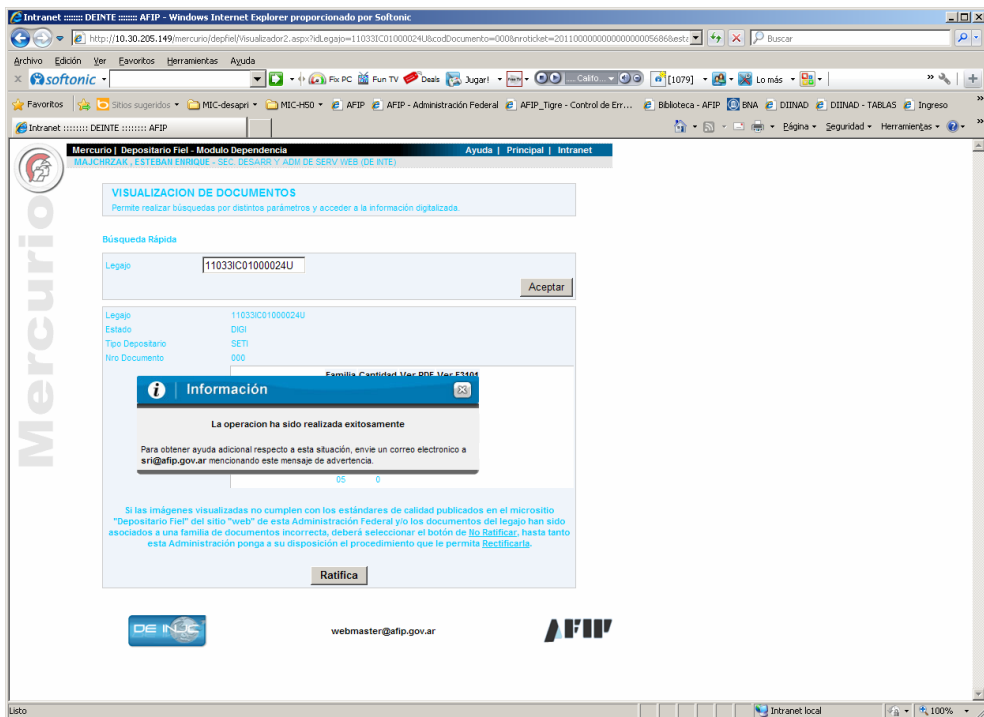 Intranet :::::::: DEINTE :::::::: AFIP - Windows Internet Explorer proporcionado por Softonic
http://10.30.205.149/mercurio/depfiel/Visualizador2.aspx?idLegajo=11033IC01000024U&codDocumento=000&nroticket=
Buscar
Archivo Edición Ver Favoritos Herramientas Ayuda
softonic Fix PC Fun TV Deals Jugar! [1079] Lo más
Favoritos Sitios sugeridos MIC-desapri MIC-H50 AFIP AFIP - Administración Federal AFIP_Tigre - Control de Err... Biblioteca - AFIP BNA DIINAD DIINAD - TABLAS Ingreso
Intranet :::::::: DEINTE :::::::: AFIP
Página Seguridad Herramientas
Mercurio
Mercurio | Depositario Fiel - Modulo Dependencia Ayuda | Principal | Intranet
MAJCHRZAK , ESTEBAN ENRIQUE - SEC. DESARR Y ADM DE SERV WEB (DE INTE)
VISUALIZACION DE DOCUMENTOS
Permite realizar búsquedas por distintos parámetros y acceder a la información digitalizada.
Búsqueda Rápida
Legajo 11033IC01000024U
Aceptar
Legajo 11033IC01000024U
Estado DIGI
Tipo Depositario SETI
Nro Documento 000
Familia Cantidad Ver PDF Ver F3101
Información
La operacion ha sido realizada exitosamente
Para obtener ayuda adicional respecto a esta situación, envie un correo electronico a
sri@afip.gov.ar mencionando este mensaje de advertencia.
05 0
Si las imágenes visualizadas no cumplen con los estándares de calidad publicados en el micrositio
"Depositario Fiel" del sitio "web" de esta Administración Federal y/o los documentos del legajo han sido
asociados a una familia de documentos incorrecta, deberá seleccionar el botón de No Ratificar, hasta tanto
esta Administración ponga a su disposición el procedimiento que le permita Rectificarla.
Ratifica
webmaster@afip.gov.ar
AFIP
Listo Intranet local 100%